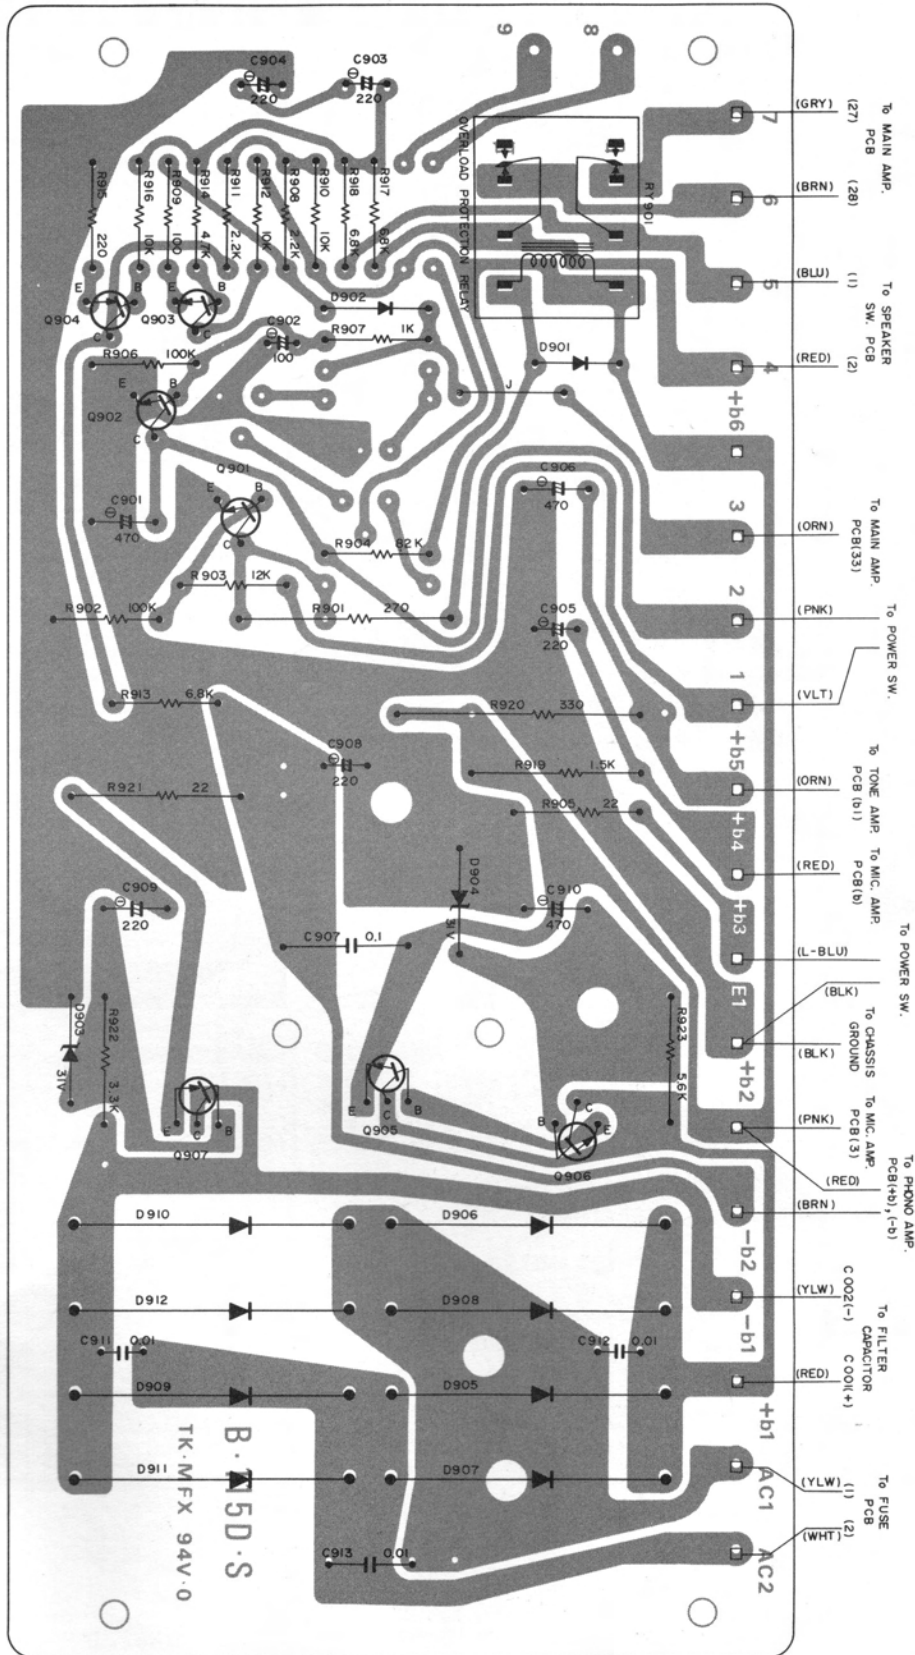 9
8
C904
220
C903
220
7
(GRY)
(27)
To MAIN AMP.
PCB
6
(BRN)
(28)
5
(BLU)
(1)
To SPEAKER
SW. PCB
4
(RED)
(2)
OVERLOAD PROTECTION RELAY
RY901
R915
220
R916
10K
R909
100
R914
4.7K
R911
2.2K
R912
10K
R908
2.2K
R910
10K
R918
6.8K
R917
6.8K
E
B
Q904
C
E
B
Q903
C
D902
C902
100
R907
1K
D901
R906
100K
E
B
Q902
C
J
+b6
Q901
E
B
C
C901
470
C906
470
3
(ORN)
To MAIN AMP.
PCB(33)
R904
82K
R903
12K
R902
100K
R901
270
C905
220
2
(PNK)
To POWER SW.
1
(VLT)
R913
6.8K
R920
330
+b5
(ORN)
To TONE AMP.
PCB (b1)
C908
220
R919
1.5K
R921
22
R905
22
+b4
(RED)
To MIC. AMP.
PCB(b)
C909
220
D904
31V
C910
470
C907
0.1
+b3
(L-BLU)
To POWER SW.
E1
(BLK)
(BLK)
To CHASSIS
GROUND
D903
31V
R922
3.3K
R923
5.6K
E
C
B
Q905
E
C
B
Q907
B
C
E
Q906
+b2
(PNK)
To MIC. AMP.
PCB(3)
(RED)
To PHONO AMP.
PCB(+b),(-b)
(BRN)
-b2
(YLW)
C002(-)
To FILTER
CAPACITOR
-b1
(RED)
C001(+)
+b1
D910
D906
D912
D908
C911
0.01
C912
0.01
D909
D905
D911
D907
C913
0.01
B·15D·S
TK·MFX 94V·0
AC1
(YLW)
(1)
To FUSE
PCB
AC2
(WHT)
(2)